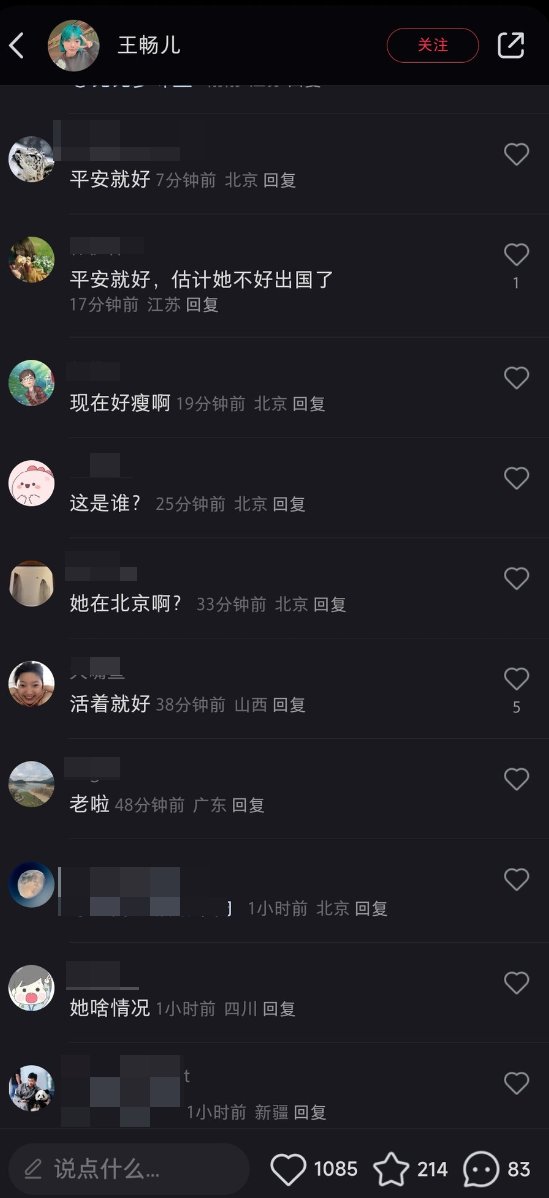 王畅儿
关注
平安就好 7分钟前 北京 回复
平安就好，估计她不好出国了
1
17分钟前 江苏 回复
现在好瘦啊 19分钟前 北京 回复
这是谁？ 25分钟前 北京 回复
她在北京啊？ 33分钟前 北京 回复
活着就好 38分钟前 山西 回复
5
老啦 48分钟前 广东 回复
1小时前 北京 回复
她啥情况 1小时前 四川 回复
t
1小时前 新疆 回复
说点什么... 1085 214 83